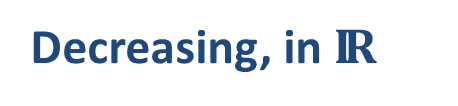 Decreasing, in ℝ